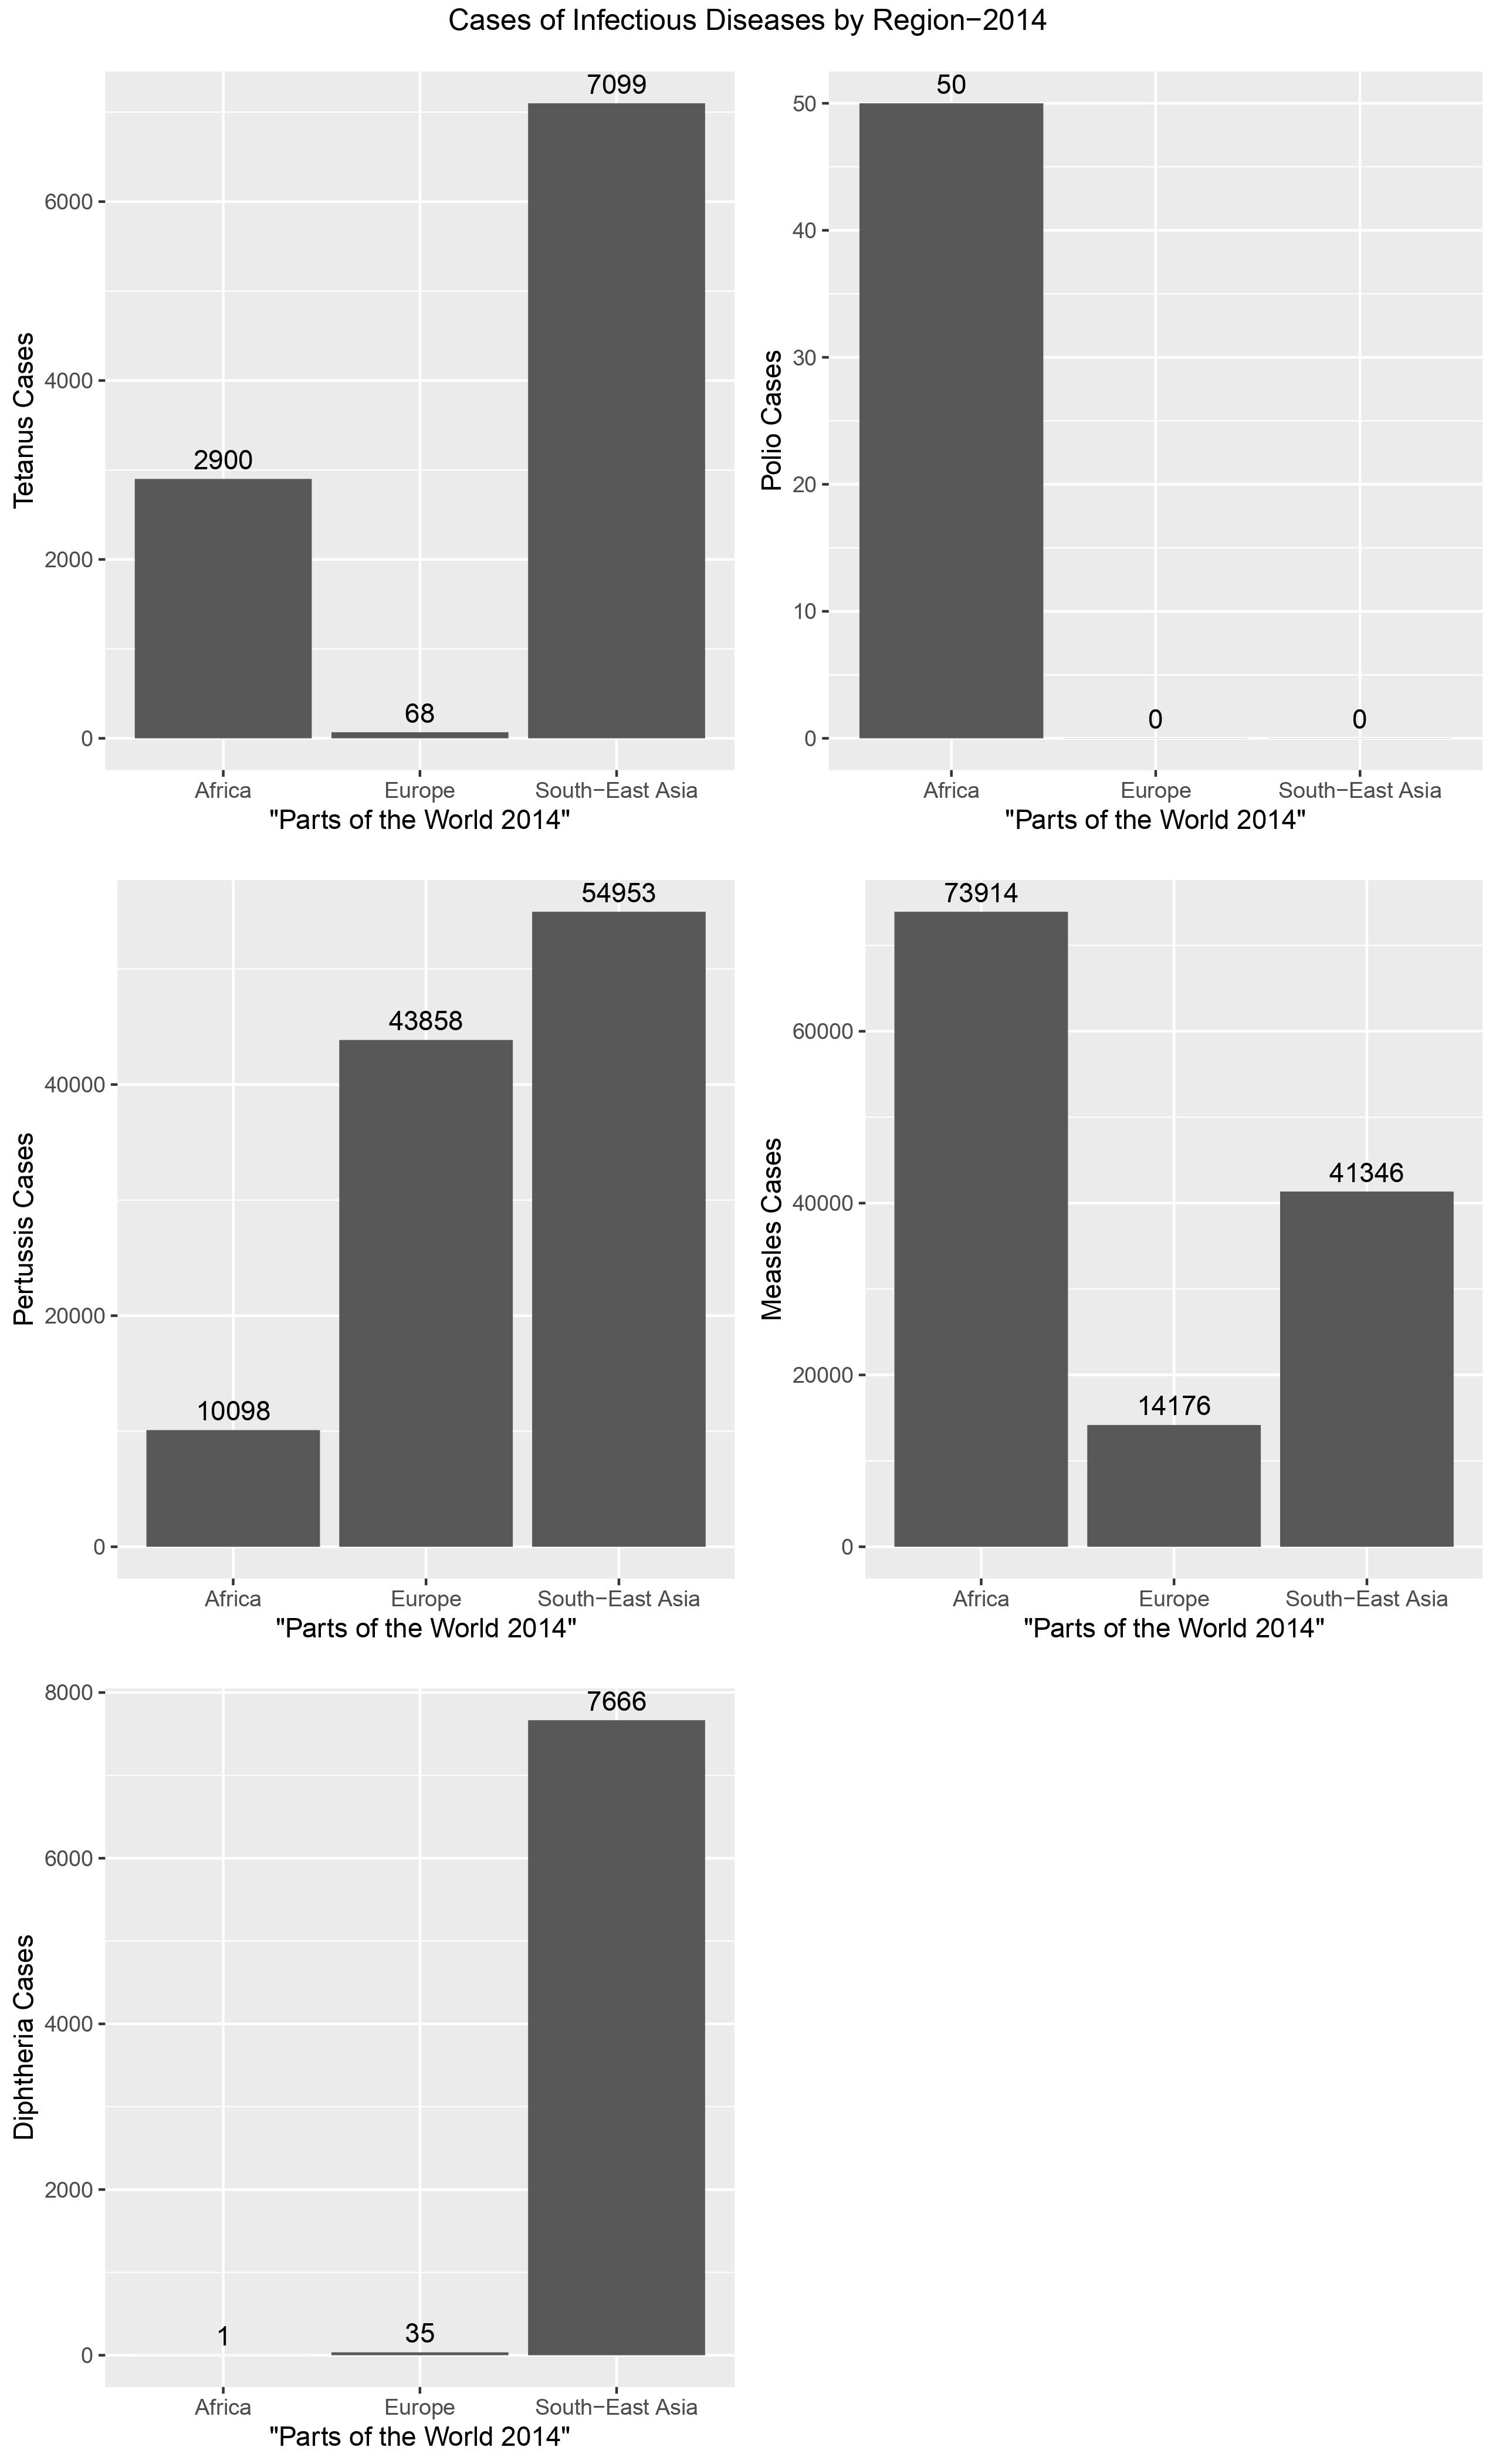 Cases of Infectious Diseases by Region−2014
7099
6000
4000
2900
2000
68
0
Tetanus Cases
Africa Europe South−East Asia
"Parts of the World 2014"
50
50
40
30
20
10
0 0
0
Polio Cases
Africa Europe South−East Asia
"Parts of the World 2014"
54953
43858
40000
20000
10098
0
Pertussis Cases
Africa Europe South−East Asia
"Parts of the World 2014"
73914
60000
41346
40000
20000
14176
0
Measles Cases
Africa Europe South−East Asia
"Parts of the World 2014"
8000
7666
6000
4000
2000
1 35
0
Diphtheria Cases
Africa Europe South−East Asia
"Parts of the World 2014"